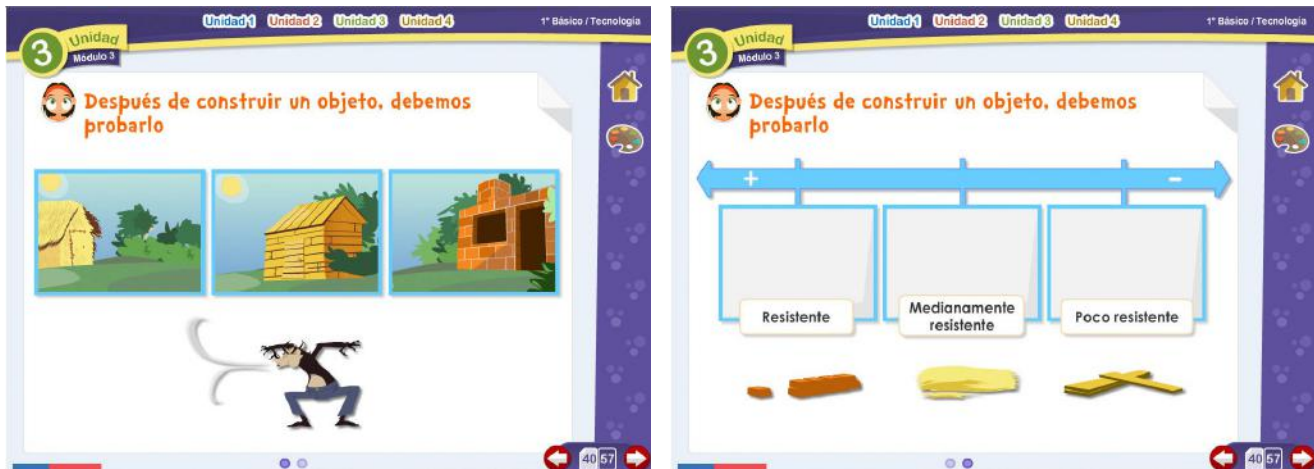 Unidad 1 Unidad 2 Unidad 3 Unidad 4
1° Básico / Tecnología
3 Unidad
Módulo 3
Después de construir un objeto, debemos
probarlo
40 57
Unidad 1 Unidad 2 Unidad 3 Unidad 4
1° Básico / Tecnología
3 Unidad
Módulo 3
Después de construir un objeto, debemos
probarlo
+ -
Resistente
Medianamente
resistente
Poco resistente
40 57